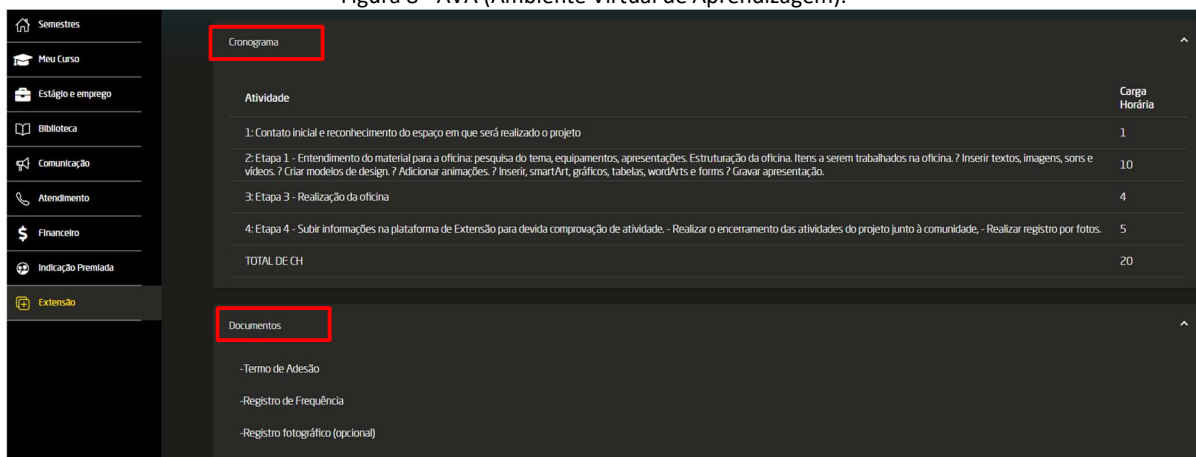 Figura 8 - AVA (Ambiente Virtual de Aprendizagem).
Semestres
Meu Curso
Estágio e emprego
Biblioteca
Comunicação
Atendimento
Financeiro
Indicação Premiada
Extensão
Cronograma
Atividade
Carga
Horária
1: Contato inicial e reconhecimento do espaço em que será realizado o projeto
1
2: Etapa 1 - Entendimento do material para a oficina: pesquisa do tema, equipamentos, apresentações. Estruturação da oficina. Itens a serem trabalhados na oficina. ? Inserir textos, imagens, sons e
vídeos. ? Criar modelos de design. ? Adicionar animações. ? Inserir, smartArt, gráficos, tabelas, wordArts e forms ? Gravar apresentação.
10
3: Etapa 3 - Realização da oficina
4
4: Etapa 4 - Subir informações na plataforma de Extensão para devida comprovação de atividade. - Realizar o encerramento das atividades do projeto junto à comunidade, - Realizar registro por fotos.
5
TOTAL DE CH
20
Documentos
-Termo de Adesão
-Registro de Frequência
-Registro fotográfico (opcional)